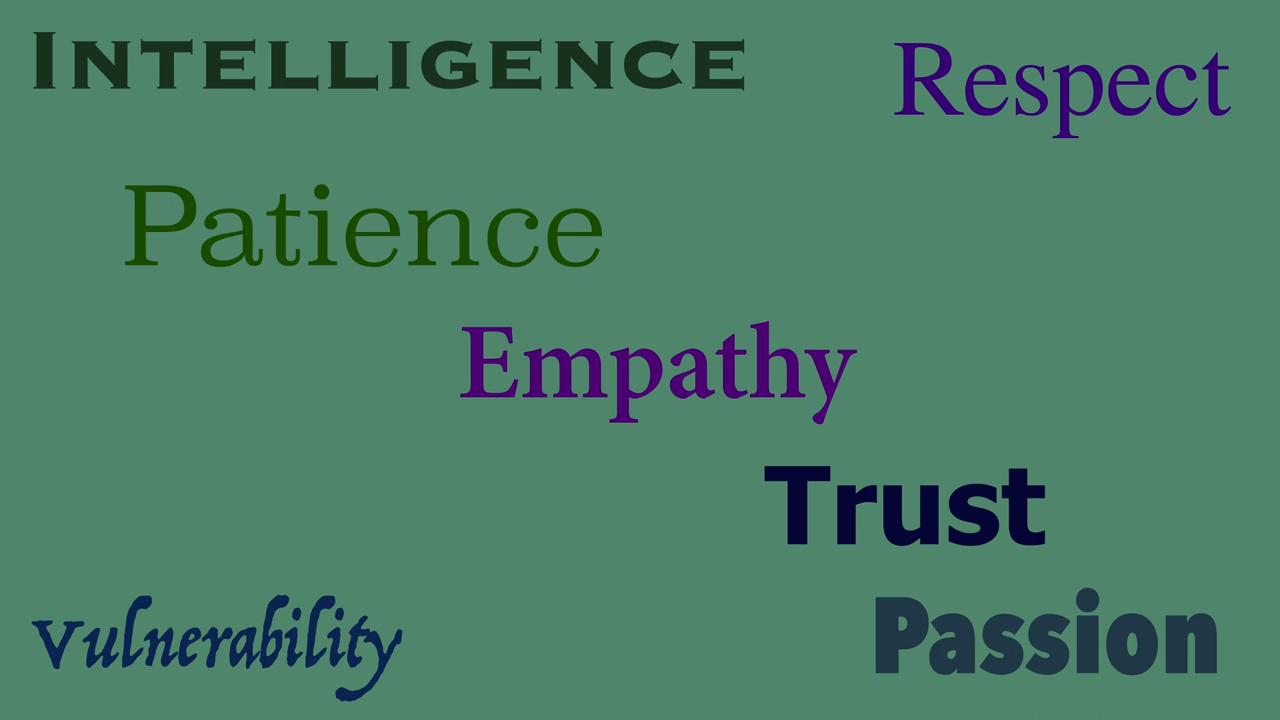 INTELLIGENCE
Respect
Patience
Empathy
Trust
Vulnerability
Passion